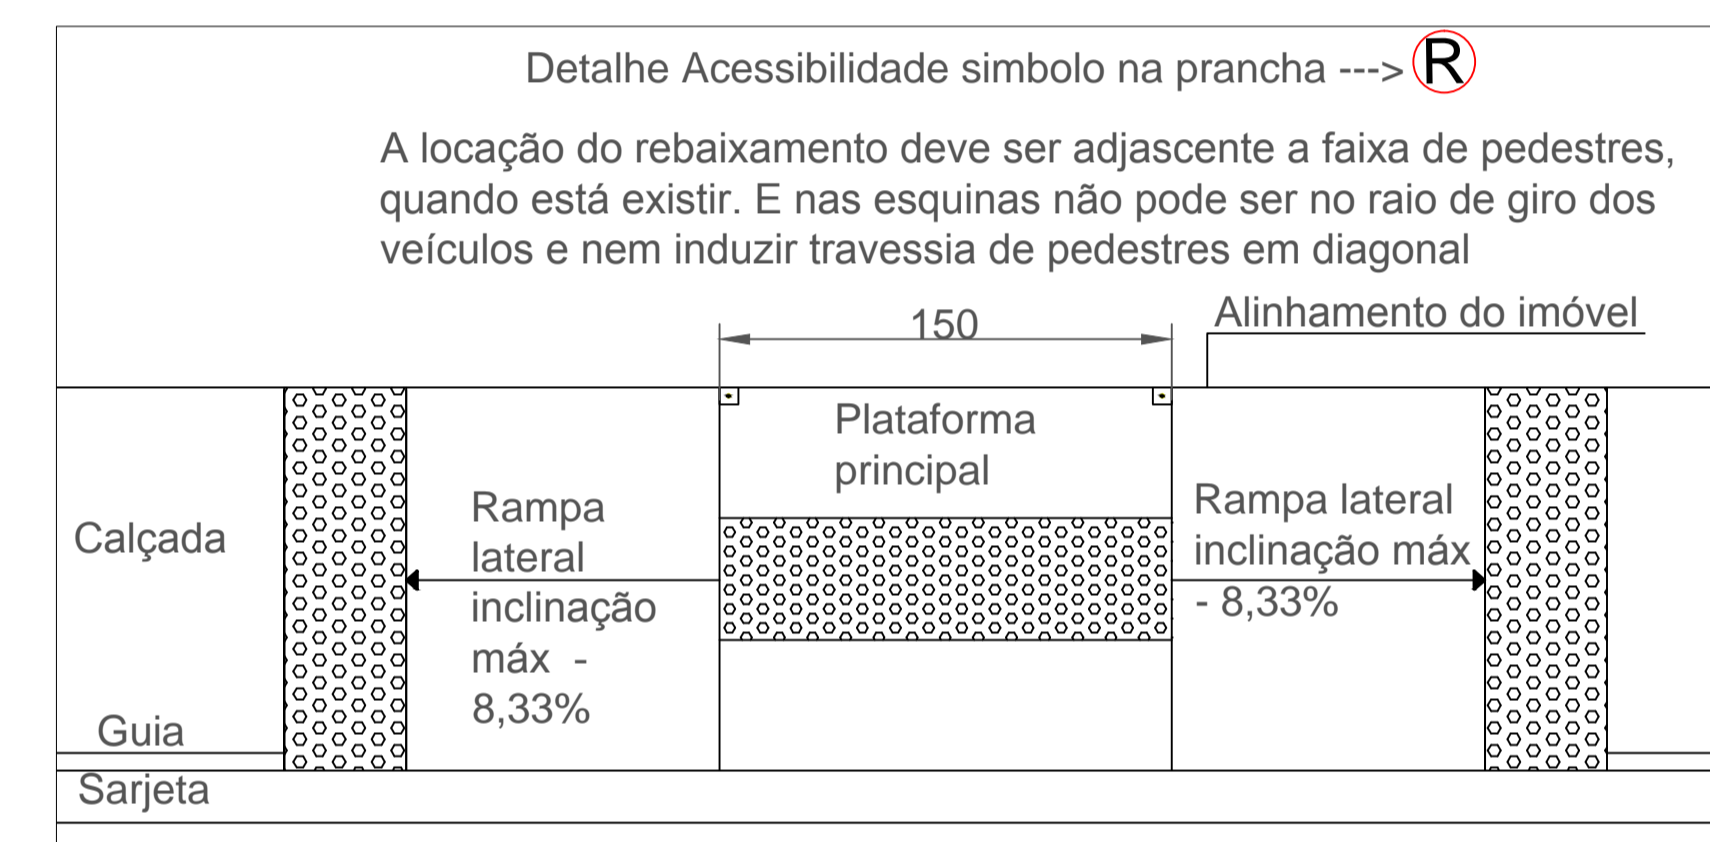 Detalhe Acessibilidade simbolo na prancha ---> R
A locação do rebaixamento deve ser adjascente a faixa de pedestres,
quando está existir. E nas esquinas não pode ser no raio de giro dos
veículos e nem induzir travessia de pedestres em diagonal
150
Alinhamento do imóvel
Calçada
Guia
Sarjeta
Rampa
lateral
inclinação
máx -
8,33%
Plataforma
principal
Rampa lateral
inclinação máx
- 8,33%